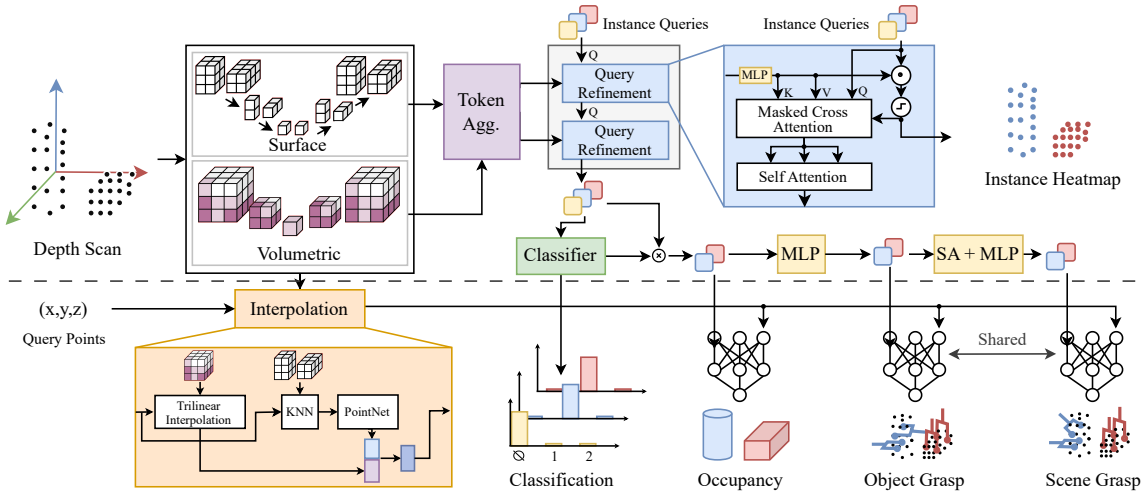 Instance Queries
Instance Queries
Q
Query
Refinement
Q
Query
Refinement
Token
Agg.
Surface
Volumetric
Depth Scan
MLP
K
V
Q
Masked Cross
Attention
Self Attention
Instance Heatmap
Classifier
MLP
SA + MLP
(x,y,z)
Query Points
Interpolation
Trilinear
Interpolation
KNN
PointNet
Shared
∅
1
2
Classification
Occupancy
Object Grasp
Scene Grasp